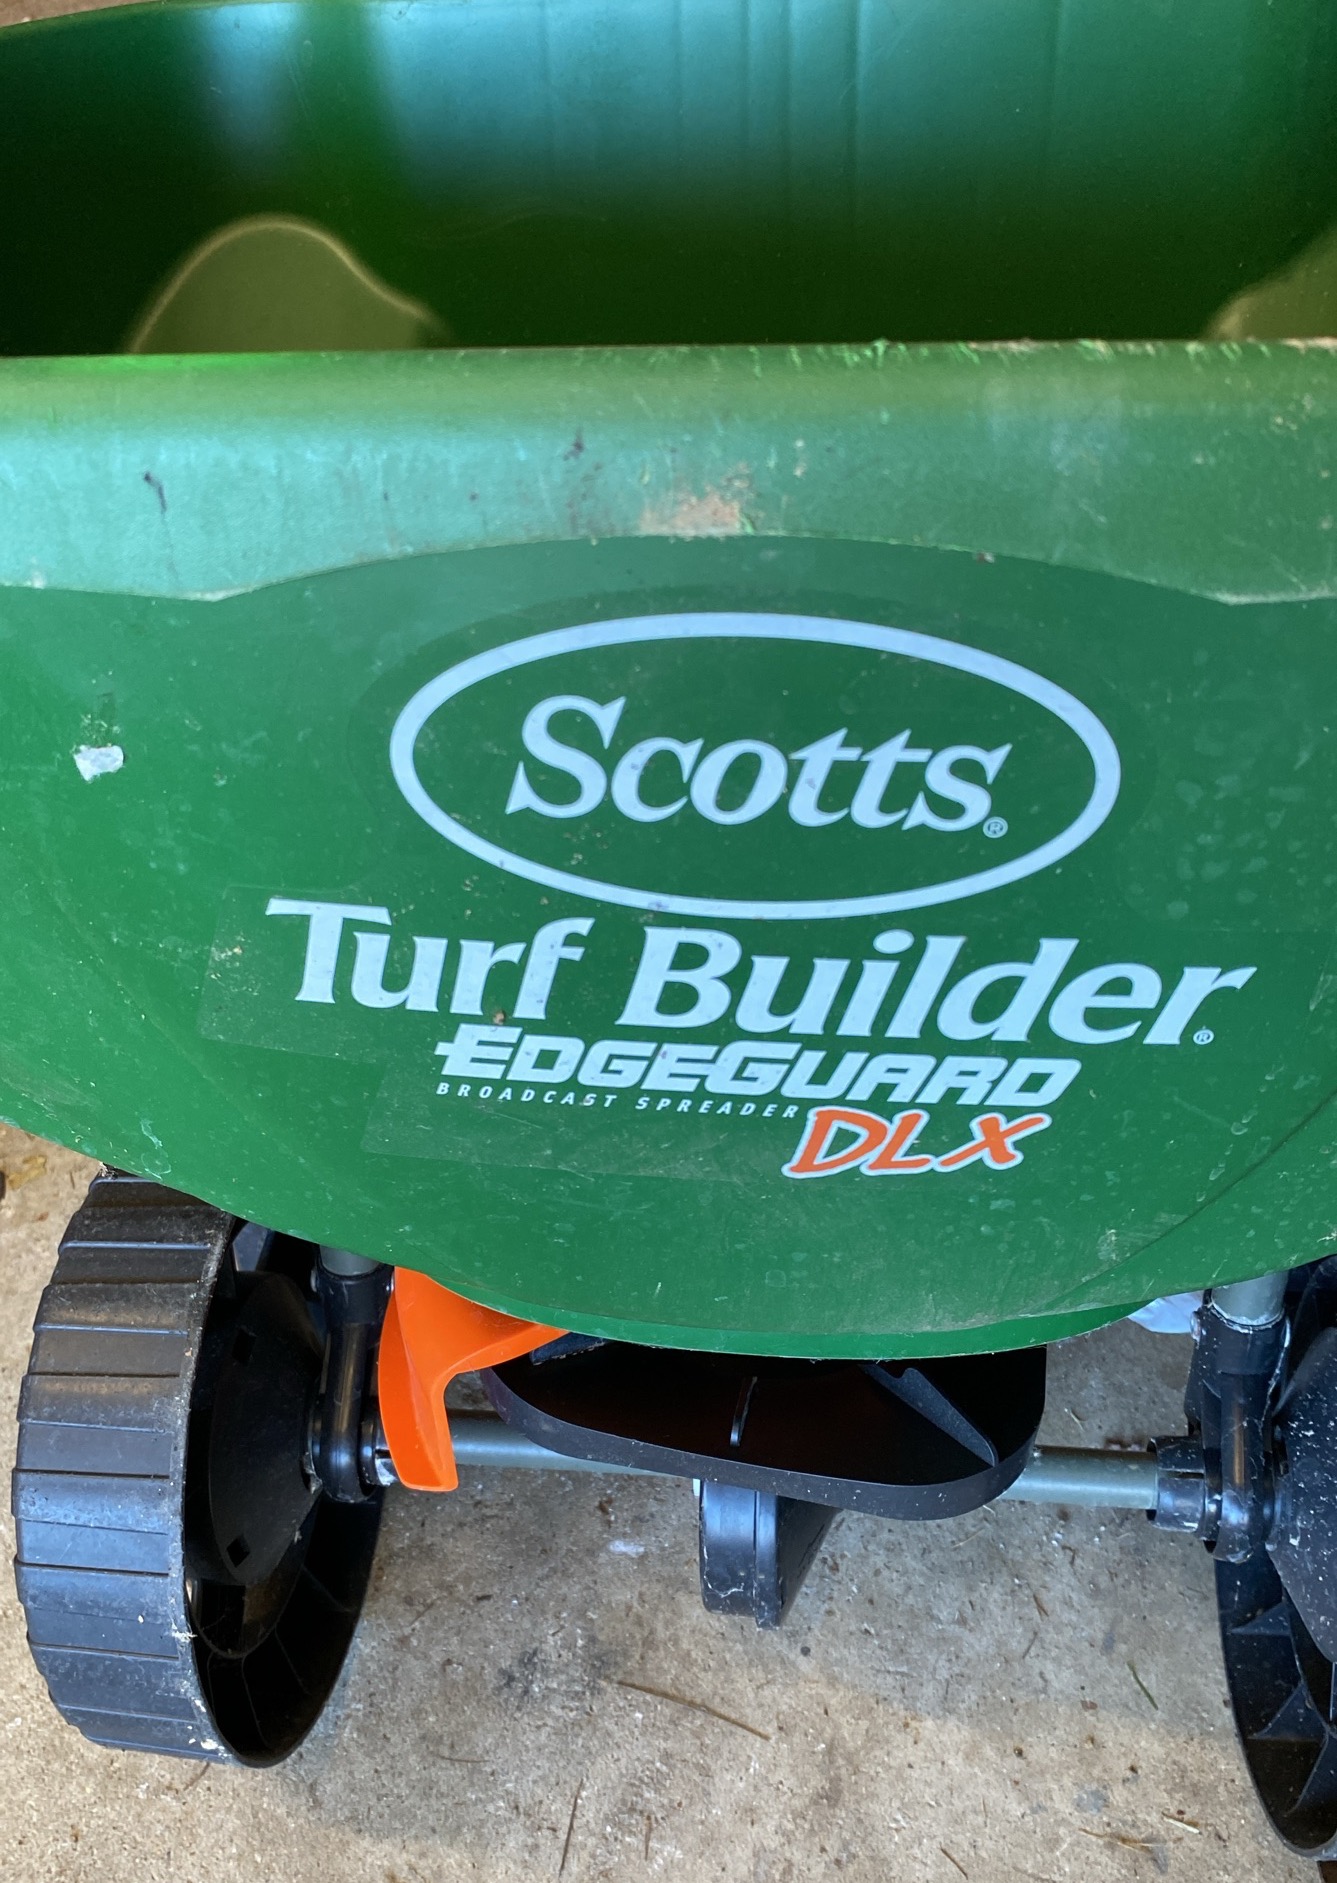 Scotts®
Turf Builder®
EDGEGUARD
BROADCAST SPREADER
DLX